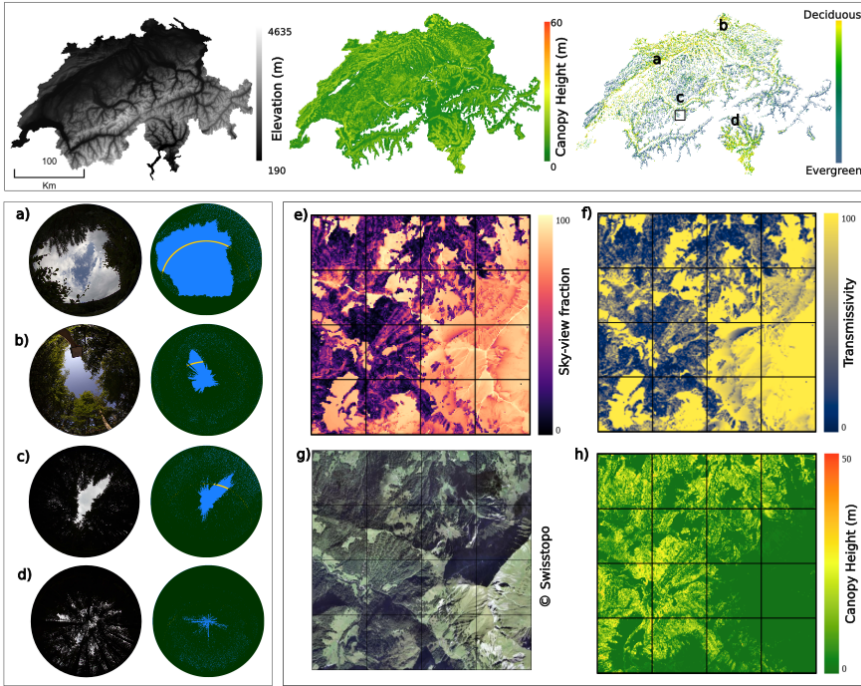 4635
Elevation (m)
190
100
Km
60
Canopy Height (m)
0
Deciduous
Evergreen
a
b
c
d
a)
b)
c)
d)
e)
100
Sky-view fraction
0
f)
100
Transmissivity
0
g)
© Swisstopo
h)
50
Canopy Height (m)
0